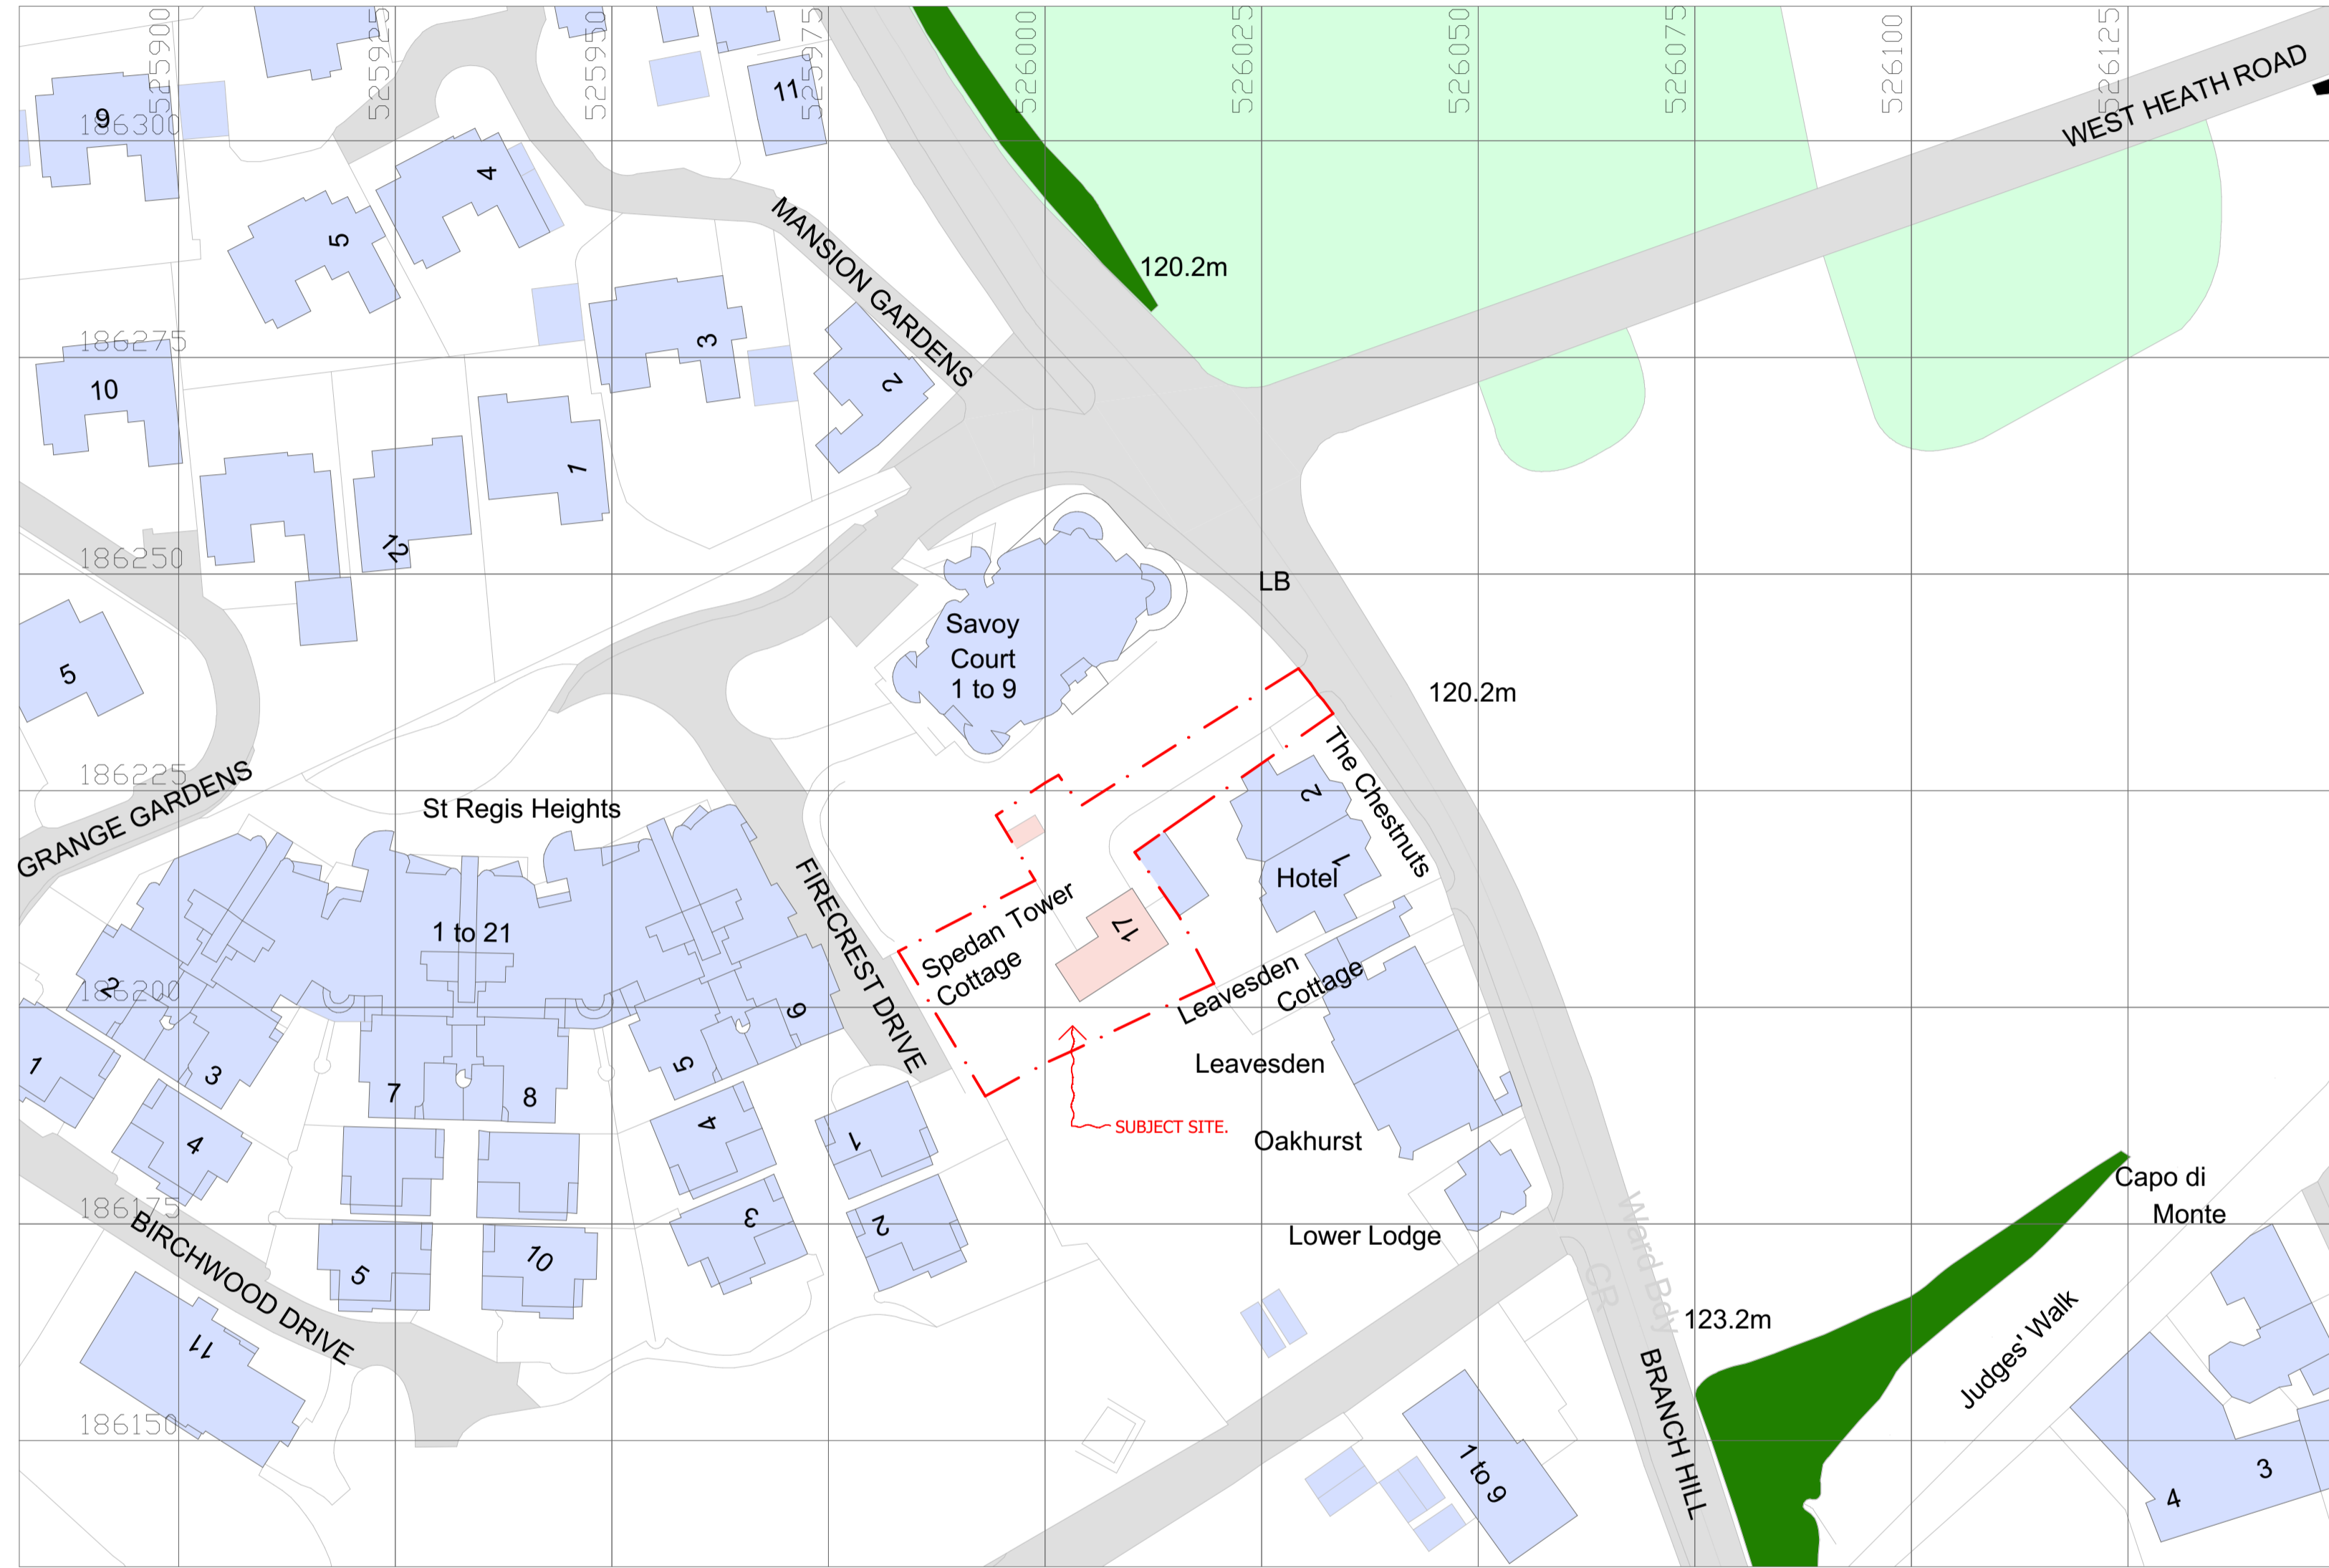 525900
525925
525950
525975
526000
526025
526050
526075
526100
526125
WEST HEATH ROAD
9
11
186300
4
5
MANSION GARDENS
120.2m
3
186275
10
2
1
12
186250
LB
Savoy
Court
1 to 9
5
120.2m
186225
GRANGE GARDENS
St Regis Heights
The Chestnuts
2
1
Hotel
FIRECREST DRIVE
1 to 21
17
Spedan Tower
Cottage
Leavesden
Cottage
2
186200
6
1
3
5
7
8
Leavesden
SUBJECT SITE.
4
4
1
Oakhurst
Capo di
Monte
186175
BIRCHWOOD DRIVE
3
2
Lower Lodge
Ward Bdy
CR
5
10
123.2m
11
Judges' Walk
BRANCH HILL
186150
1 to 9
3
4